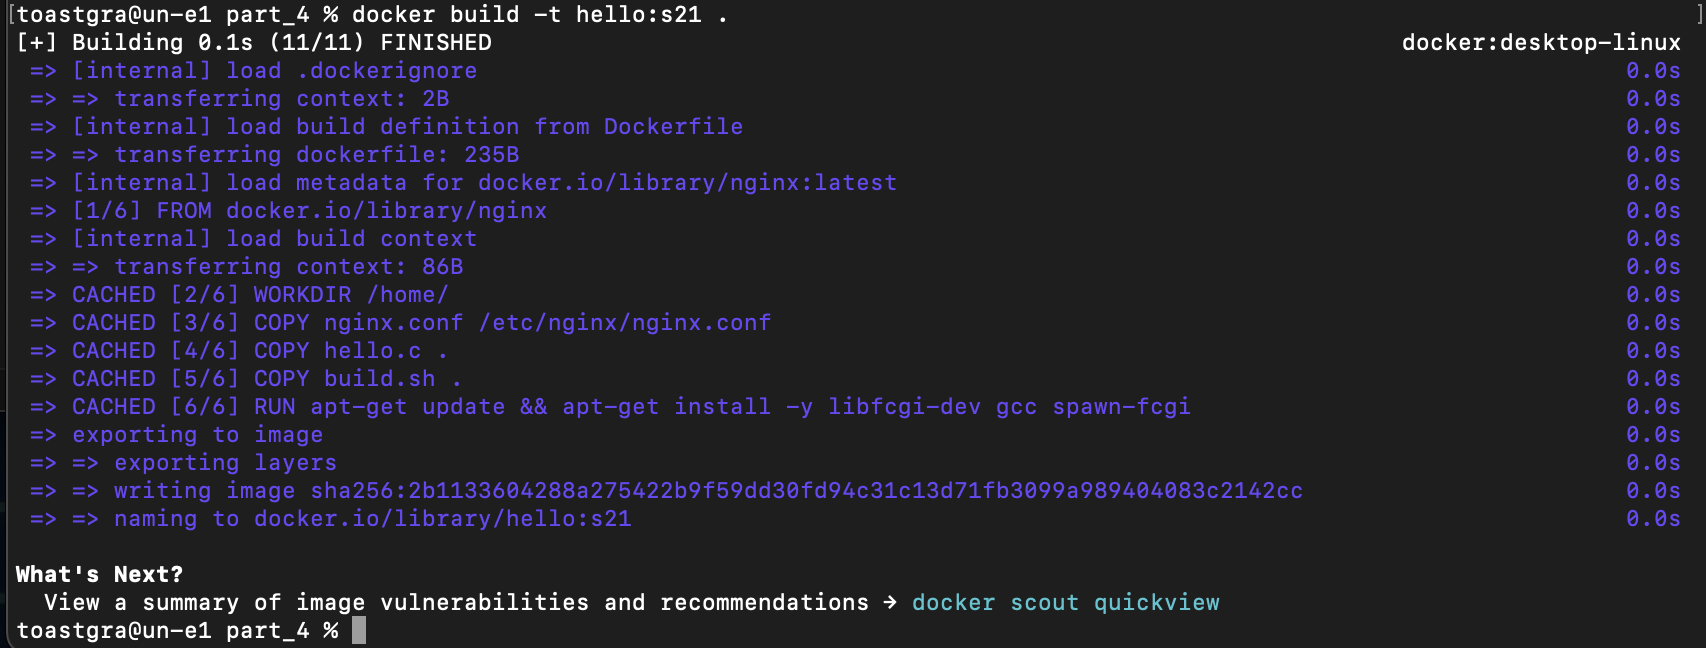 [toastgra@un-e1 part_4 % docker build -t hello:s21 . ]
[+] Building 0.1s (11/11) FINISHED docker:desktop-linux
=> [internal] load .dockerignore 0.0s
=> => transferring context: 2B 0.0s
=> [internal] load build definition from Dockerfile 0.0s
=> => transferring dockerfile: 235B 0.0s
=> [internal] load metadata for docker.io/library/nginx:latest 0.0s
=> [1/6] FROM docker.io/library/nginx 0.0s
=> [internal] load build context 0.0s
=> => transferring context: 86B 0.0s
=> CACHED [2/6] WORKDIR /home/ 0.0s
=> CACHED [3/6] COPY nginx.conf /etc/nginx/nginx.conf 0.0s
=> CACHED [4/6] COPY hello.c . 0.0s
=> CACHED [5/6] COPY build.sh . 0.0s
=> CACHED [6/6] RUN apt-get update && apt-get install -y libfcgi-dev gcc spawn-fcgi 0.0s
=> exporting to image 0.0s
=> => exporting layers 0.0s
=> => writing image sha256:2b1133604288a275422b9f59dd30fd94c31c13d71fb3099a989404083c2142cc 0.0s
=> => naming to docker.io/library/hello:s21 0.0s
What's Next?
View a summary of image vulnerabilities and recommendations → docker scout quickview
toastgra@un-e1 part_4 %